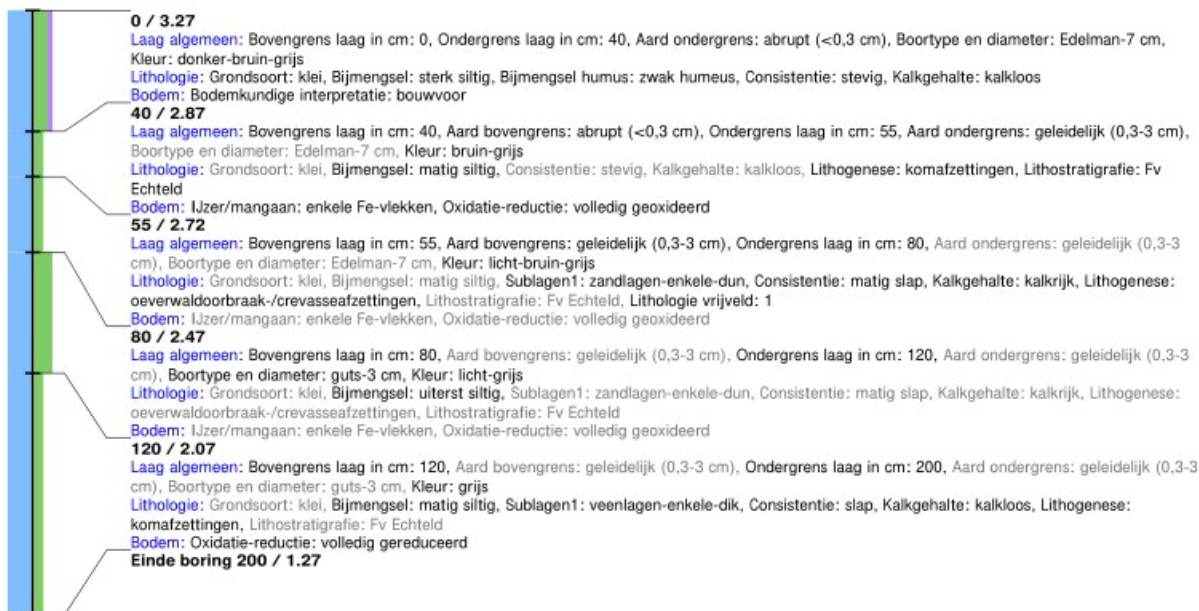 0 / 3.27
Laag algemeen: Bovengrens laag in cm: 0, Ondergrens laag in cm: 40, Aard ondergrens: abrupt (<0,3 cm), Boortype en diameter: Edelman-7 cm,
Kleur: donker-bruin-grijs
Lithologie: Grondsoort: klei, Bijmengsel: sterk siltig, Bijmengsel humus: zwak humeus, Consistentie: stevig, Kalkgehalte: kalkloos
Bodem: Bodemkundige interpretatie: bouwvoor
40 / 2.87
Laag algemeen: Bovengrens laag in cm: 40, Aard bovengrens: abrupt (<0,3 cm), Ondergrens laag in cm: 55, Aard ondergrens: geleidelijk (0,3-3 cm),
Boortype en diameter: Edelman-7 cm, Kleur: bruin-grijs
Lithologie: Grondsoort: klei, Bijmengsel: matig siltig, Consistentie: stevig, Kalkgehalte: kalkloos, Lithogenese: komafzettingen, Lithostratigrafie: Fv
Echteld
Bodem: IJzer/mangaan: enkele Fe-vlekken, Oxidatie-reductie: volledig geoxideerd
55 / 2.72
Laag algemeen: Bovengrens laag in cm: 55, Aard bovengrens: geleidelijk (0,3-3 cm), Ondergrens laag in cm: 80, Aard ondergrens: geleidelijk (0,3-3
cm), Boortype en diameter: Edelman-7 cm, Kleur: licht-bruin-grijs
Lithologie: Grondsoort: klei, Bijmengsel: matig siltig, Sublagen1: zandlagen-enkele-dun, Consistentie: matig slap, Kalkgehalte: kalkrijk, Lithogenese:
oeverwaldoorbraak-/crevasseafzettingen, Lithostratigrafie: Fv Echteld, Lithologie vrijveld: 1
Bodem: IJzer/mangaan: enkele Fe-vlekken, Oxidatie-reductie: volledig geoxideerd
80 / 2.47
Laag algemeen: Bovengrens laag in cm: 80, Aard bovengrens: geleidelijk (0,3-3 cm), Ondergrens laag in cm: 120, Aard ondergrens: geleidelijk (0,3-3
cm), Boortype en diameter: guts-3 cm, Kleur: licht-grijs
Lithologie: Grondsoort: klei, Bijmengsel: uiterst siltig, Sublagen1: zandlagen-enkele-dun, Consistentie: matig slap, Kalkgehalte: kalkrijk, Lithogenese:
oeverwaldoorbraak-/crevasseafzettingen, Lithostratigrafie: Fv Echteld
Bodem: IJzer/mangaan: enkele Fe-vlekken, Oxidatie-reductie: volledig geoxideerd
120 / 2.07
Laag algemeen: Bovengrens laag in cm: 120, Aard bovengrens: geleidelijk (0,3-3 cm), Ondergrens laag in cm: 200, Aard ondergrens: geleidelijk (0,3-3
cm), Boortype en diameter: guts-3 cm, Kleur: grijs
Lithologie: Grondsoort: klei, Bijmengsel: matig siltig, Sublagen1: veenlagen-enkele-dik, Consistentie: slap, Kalkgehalte: kalkloos, Lithogenese:
komafzettingen, Lithostratigrafie: Fv Echteld
Bodem: Oxidatie-reductie: volledig gereduceerd
Einde boring 200 / 1.27